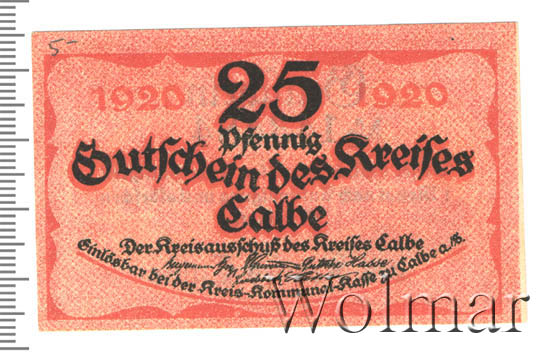 5-
1920 25 1920
Pfennig
Gutschein des Kreises
Calbe
Der Kreisausschuß des Kreises Calbe
Einlösbar bei der Kreis-Kommunal-Kasse zu Calbe a./S.
Wolmar